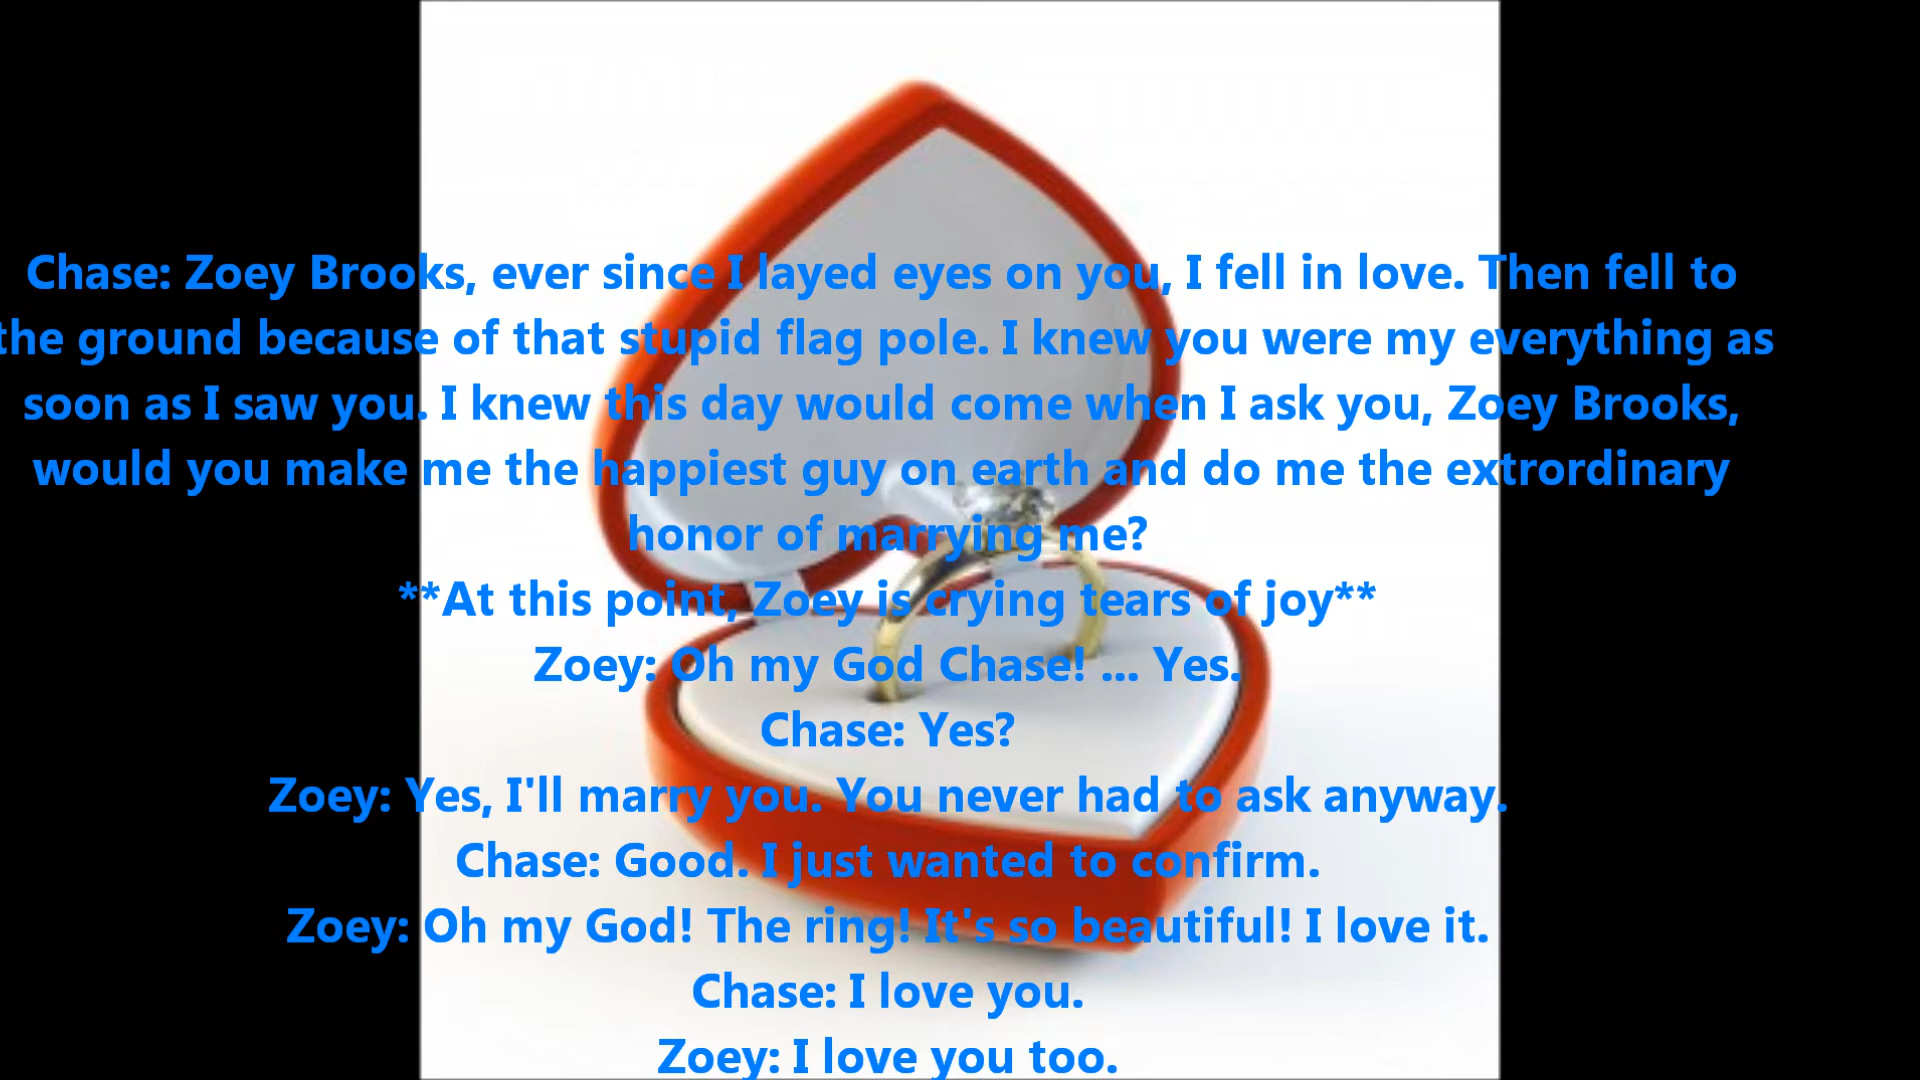 Chase: Zoey Brooks, ever since I layed eyes on you, I fell in love. Then fell to
the ground because of that stupid flag pole. I knew you were my everything as
soon as I saw you. I knew this day would come when I ask you, Zoey Brooks,
would you make me the happiest guy on earth and do me the extrordinary
honor of marrying me?
**At this point, Zoey is crying tears of joy**
Zoey: Oh my God Chase! ... Yes.
Chase: Yes?
Zoey: Yes, I'll marry you. You never had to ask anyway.
Chase: Good. I just wanted to confirm.
Zoey: Oh my God! The ring! It's so beautiful! I love it.
Chase: I love you.
Zoey: I love you too.